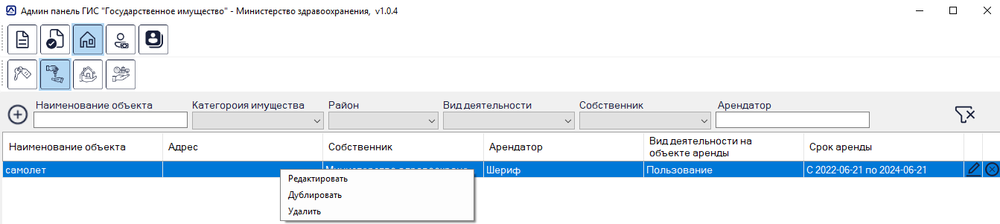 Админ панель ГИС "Государственное имущество" - Министерство здравоохранения, v1.0.4
Наименование объекта
Категороия имущества
Район
Вид деятельности
Собственник
Арендатор
Наименование объекта
Адрес
Собственник
Арендатор
Вид деятельности на
объекте аренды
Срок аренды
самолет
Шериф
Пользование
С 2022-06-21 по 2024-06-21
Редактировать
Дублировать
Удалить